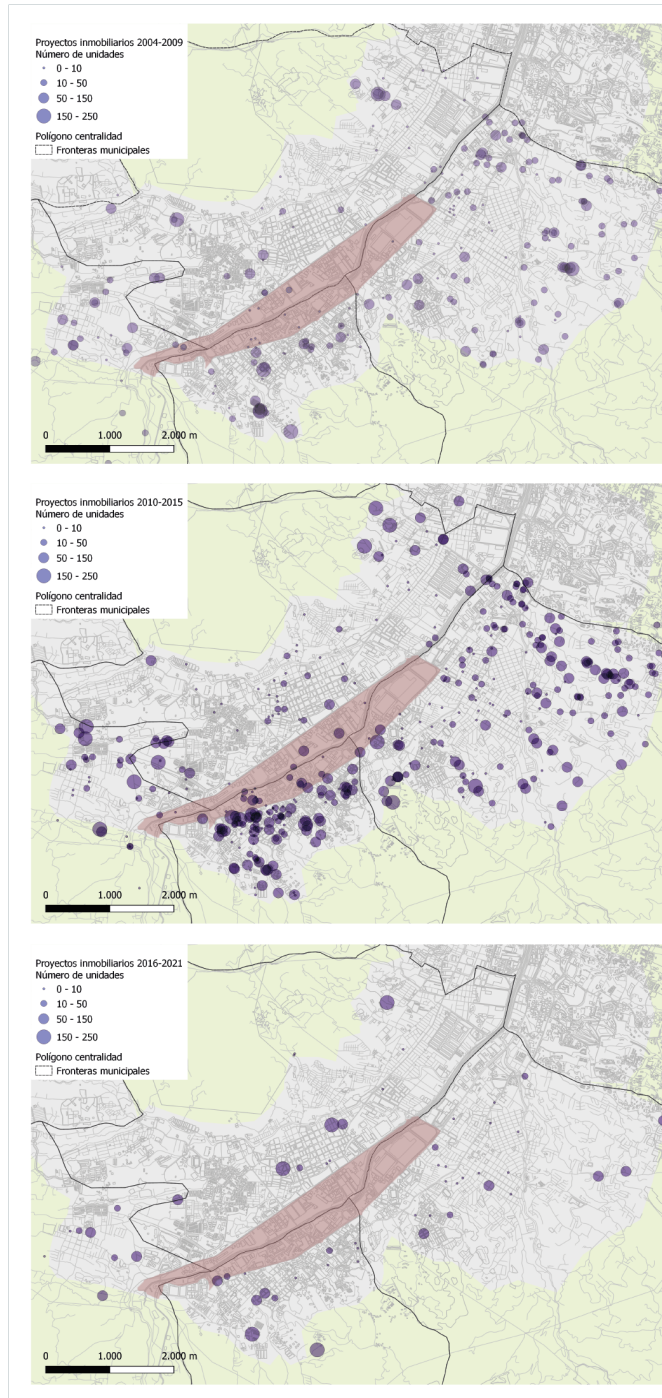 Proyectos inmobiliarios 2004-2009
Número de unidades
0 - 10
10 - 50
50 - 150
150 - 250
Polígono centralidad
Fronteras municipales
0 1.000 2.000 m
Proyectos inmobiliarios 2010-2015
Número de unidades
0 - 10
10 - 50
50 - 150
150 - 250
Polígono centralidad
Fronteras municipales
0 1.000 2.000 m
Proyectos inmobiliarios 2016-2021
Número de unidades
0 - 10
10 - 50
50 - 150
150 - 250
Polígono centralidad
Fronteras municipales
0 1.000 2.000 m